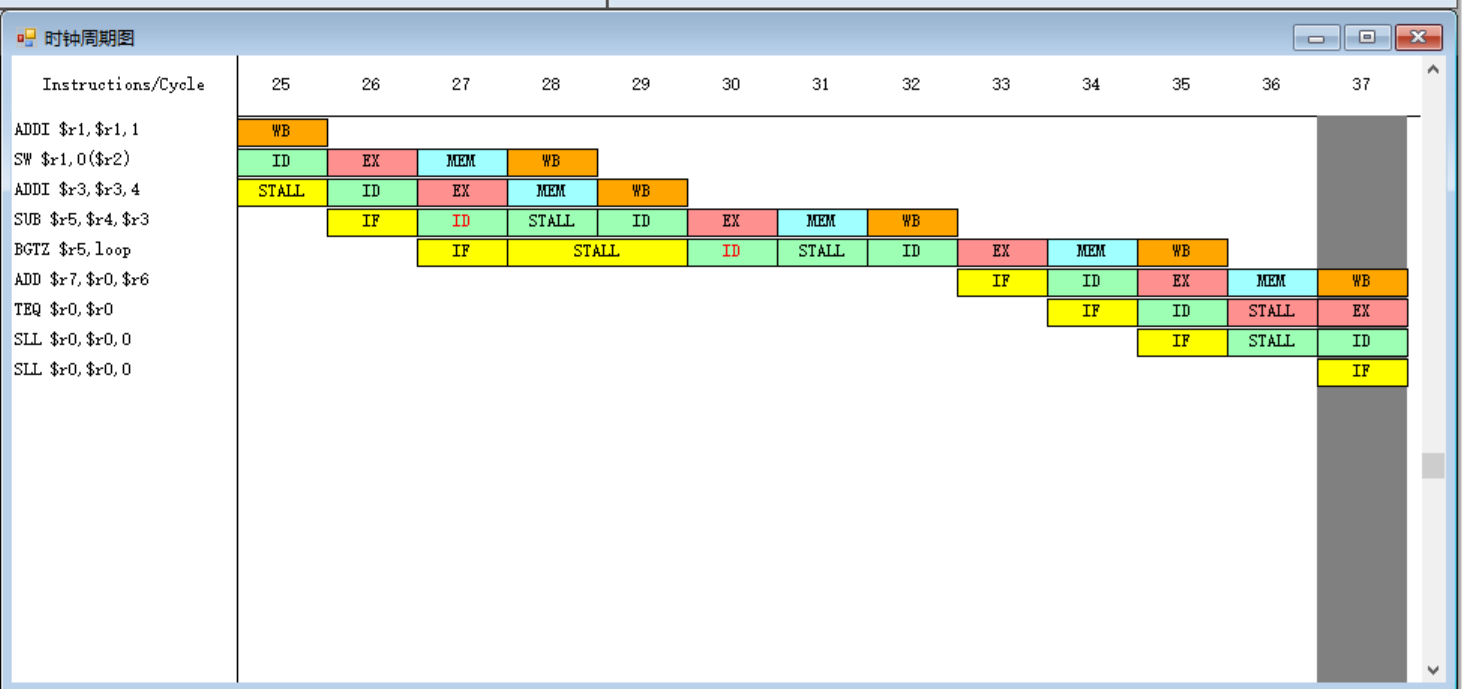 时钟周期图
Instructions/Cycle 25 26 27 28 29 30 31 32 33 34 35 36 37
ADDI $r1,$r1,1 WB
SW $r1,0($r2) ID EX MEM WB
ADDI $r3,$r3,4 STALL ID EX MEM WB
SUB $r5,$r4,$r3 IF ID STALL ID EX MEM WB
BGTZ $r5,loop IF STALL ID STALL ID EX MEM WB
ADD $r7,$r0,$r6 IF ID EX MEM WB
TEQ $r0,$r0 IF ID STALL EX
SLL $r0,$r0,0 IF STALL ID
SLL $r0,$r0,0 IF